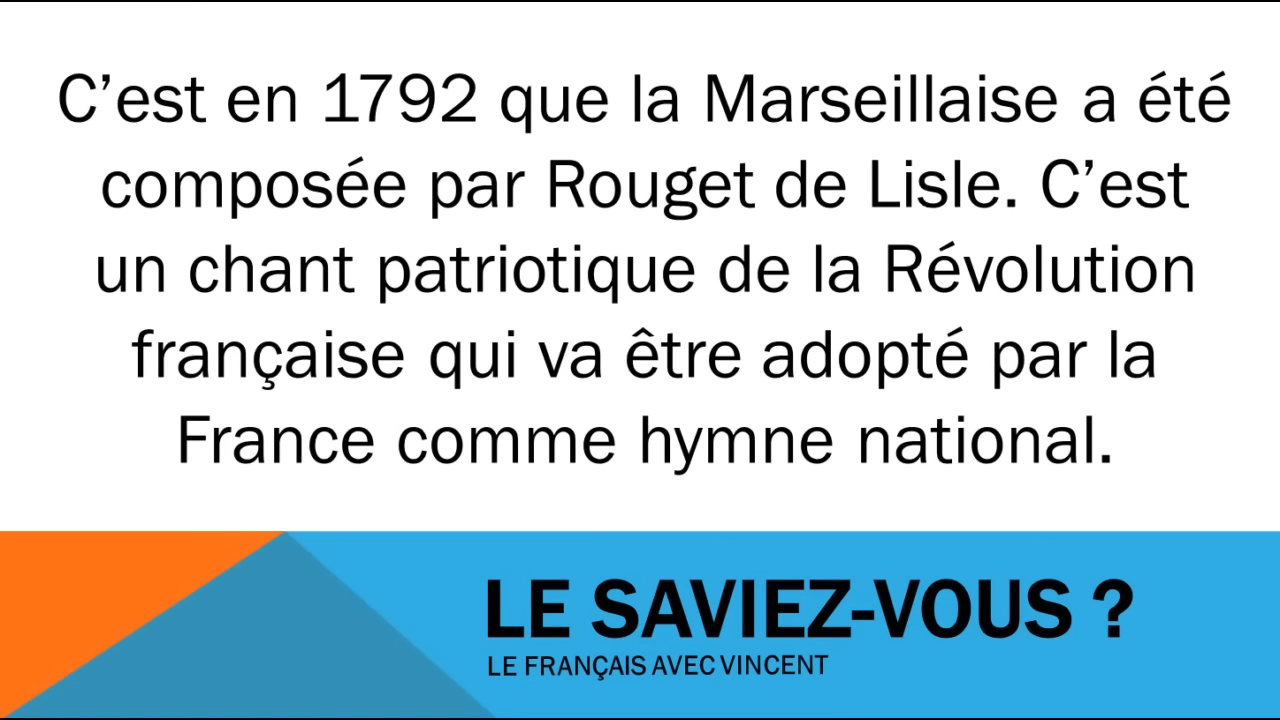 C’est en 1792 que la Marseillaise a été
composée par Rouget de Lisle. C’est
un chant patriotique de la Révolution
française qui va être adopté par la
France comme hymne national.
LE SAVIEZ-VOUS ?
LE FRANÇAIS AVEC VINCENT